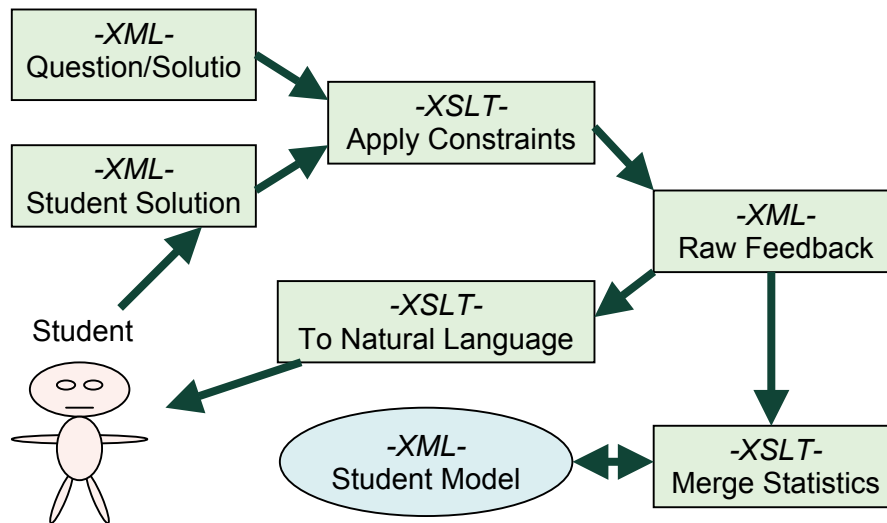 -XML-
Question/Solutio
-XSLT-
Apply Constraints
-XML-
Student Solution
-XML-
Raw Feedback
-XSLT-
To Natural Language
Student
-XML-
Student Model
-XSLT-
Merge Statistics